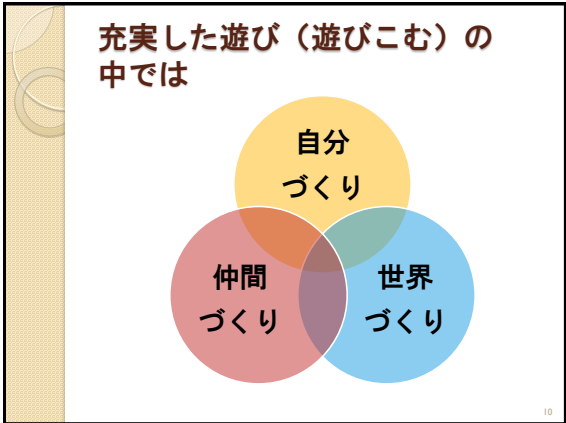 充実した遊び（遊びこむ）の
中では
自分
づくり
仲間
づくり
世界
づくり
10